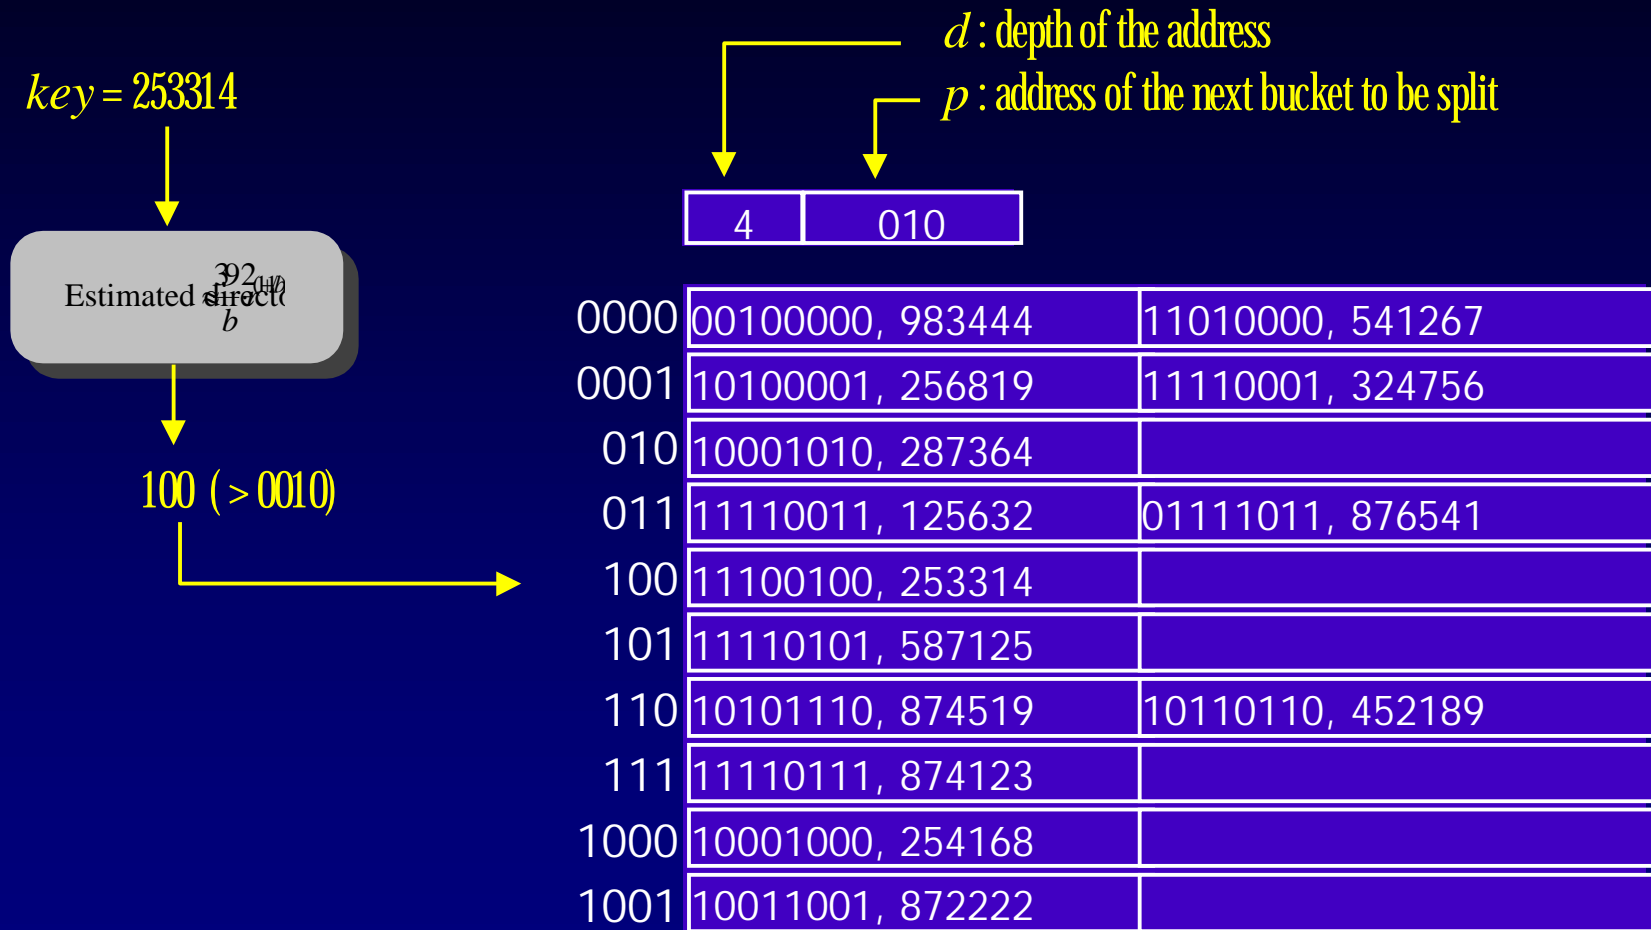 d : depth of the address
key = 253314
p : address of the next bucket to be split
4 010
Estimated
b
100 ( > 0010)
0000 00100000, 983444 11010000, 541267
0001 10100001, 256819 11110001, 324756
010 10001010, 287364
011 11110011, 125632 01111011, 876541
100 11100100, 253314
101 11110101, 587125
110 10101110, 874519 10110110, 452189
111 11110111, 874123
1000 10001000, 254168
1001 10011001, 872222